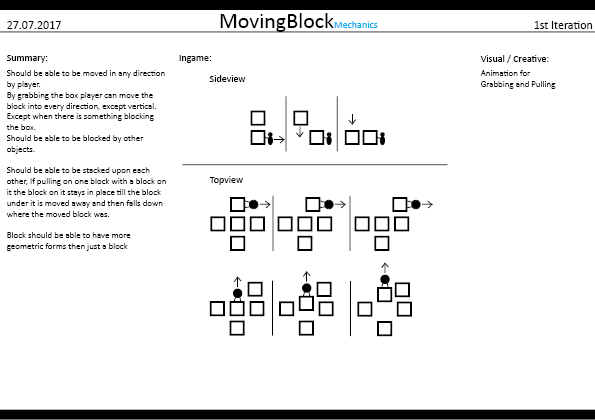 27.07.2017
MovingBlock Mechanics
1st Iteration
Summary:
Should be able to be moved in any direction
by player.
By grabbing the box player can move the
block into every direction, except vertical.
Except when there is something blocking
the box.
Should be able to be blocked by other
objects.
Should be able to be stacked upon each
other, If pulling on one block with a block on
it the block on it stays in place till the block
under it is moved away and then falls down
where the moved block was.
Block should be able to have more
geometric forms then just a block
Ingame:
Sideview
Topview
Visual / Creative:
Animation for
Grabbing and Pulling